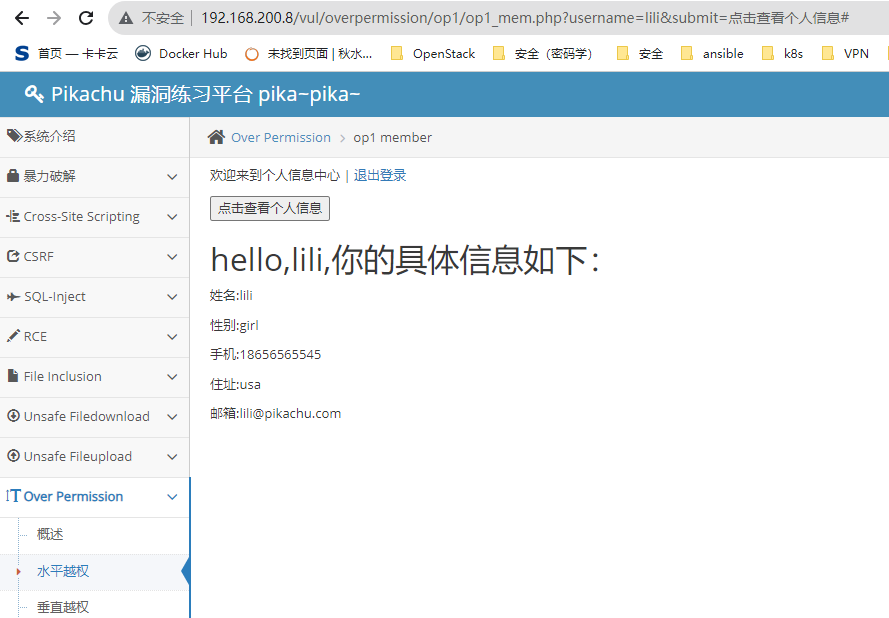 不安全 | 192.168.200.8/vul/overpermission/op1/op1_mem.php?username=lili&submit=点击查看个人信息#
首页 — 卡卡云 Docker Hub 未找到页面 | 秋水... OpenStack 安全（密码学） 安全 ansible k8s VPN
Pikachu 漏洞练习平台 pika~pika~
系统介绍
暴力破解
Cross-Site Scripting
CSRF
SQL-Inject
RCE
File Inclusion
Unsafe Filedownload
Unsafe Fileupload
Over Permission
概述
水平越权
垂直越权
Over Permission > op1 member
欢迎来到个人信息中心 | 退出登录
点击查看个人信息
hello,lili,你的具体信息如下：
姓名:lili
性别:girl
手机:18656565545
住址:usa
邮箱:lili@pikachu.com